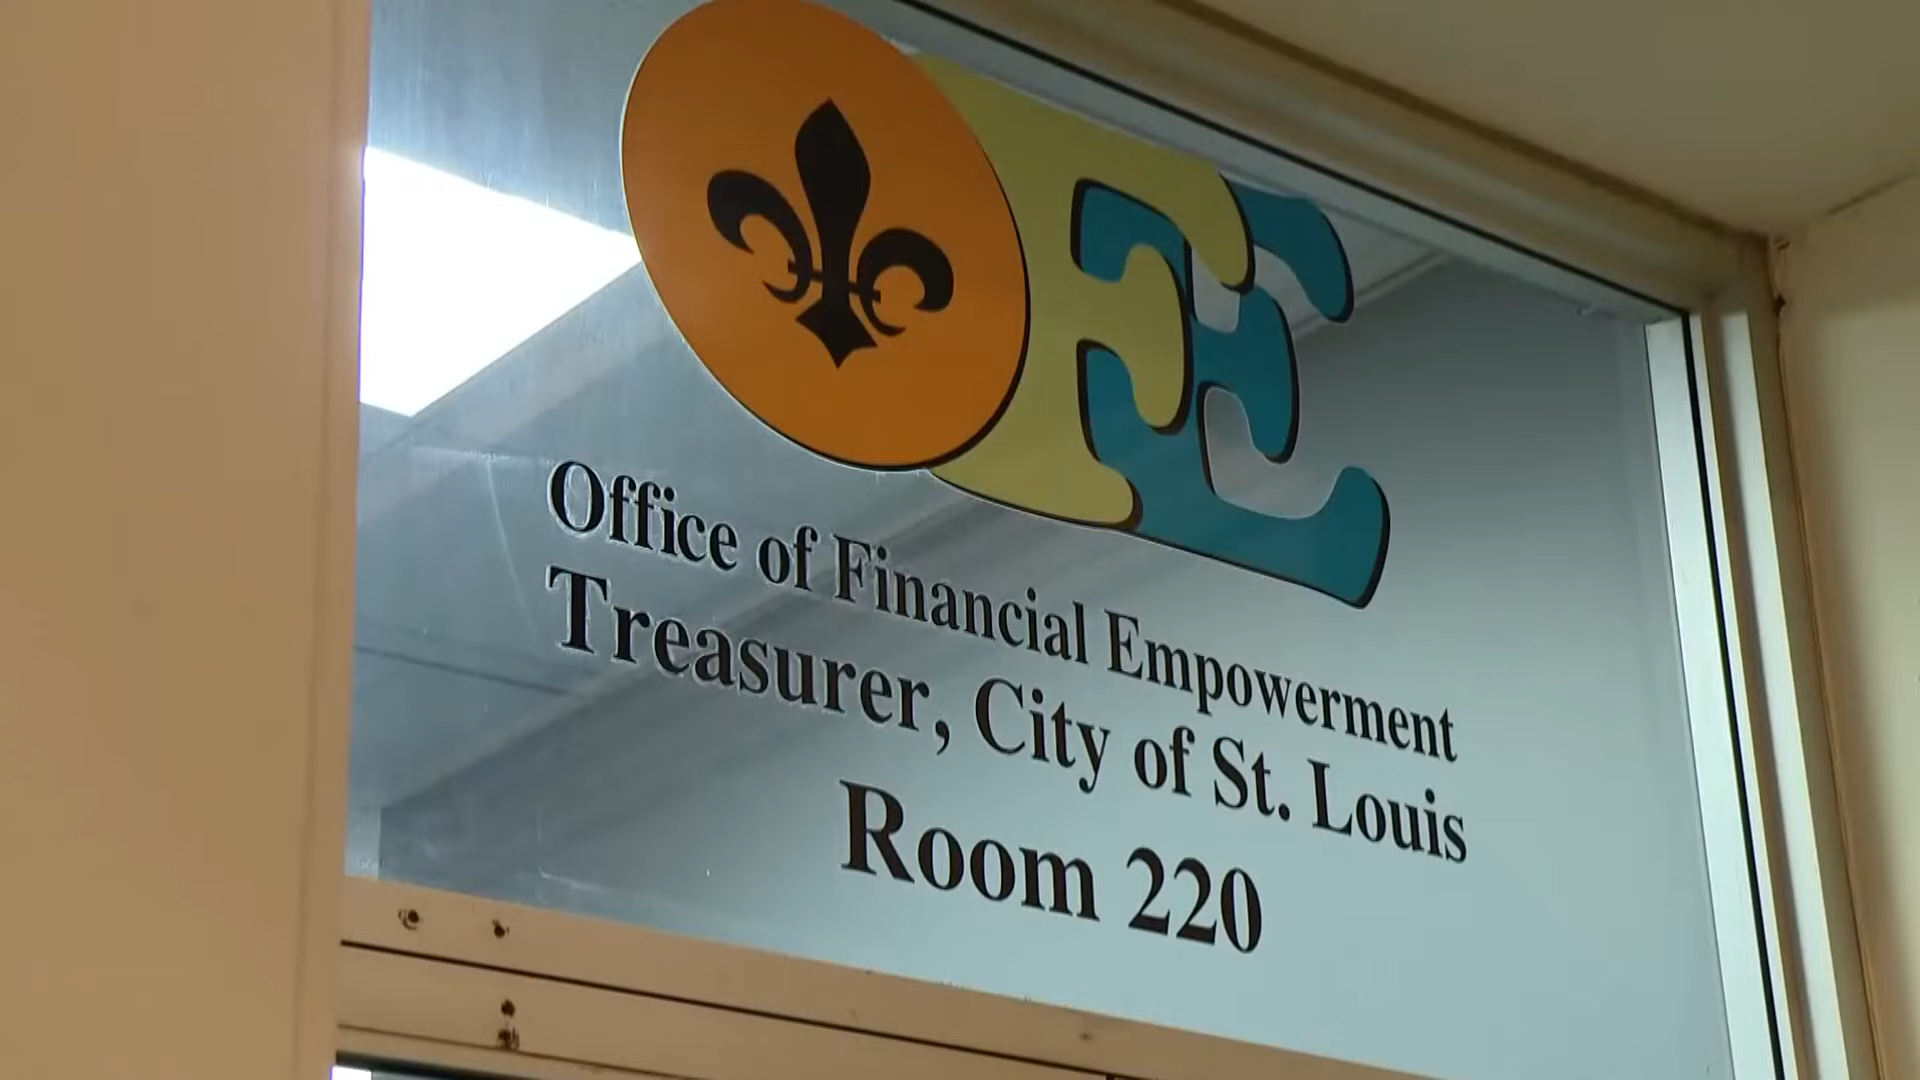 OFE
Office of Financial Empowerment
Treasurer, City of St. Louis
Room 220